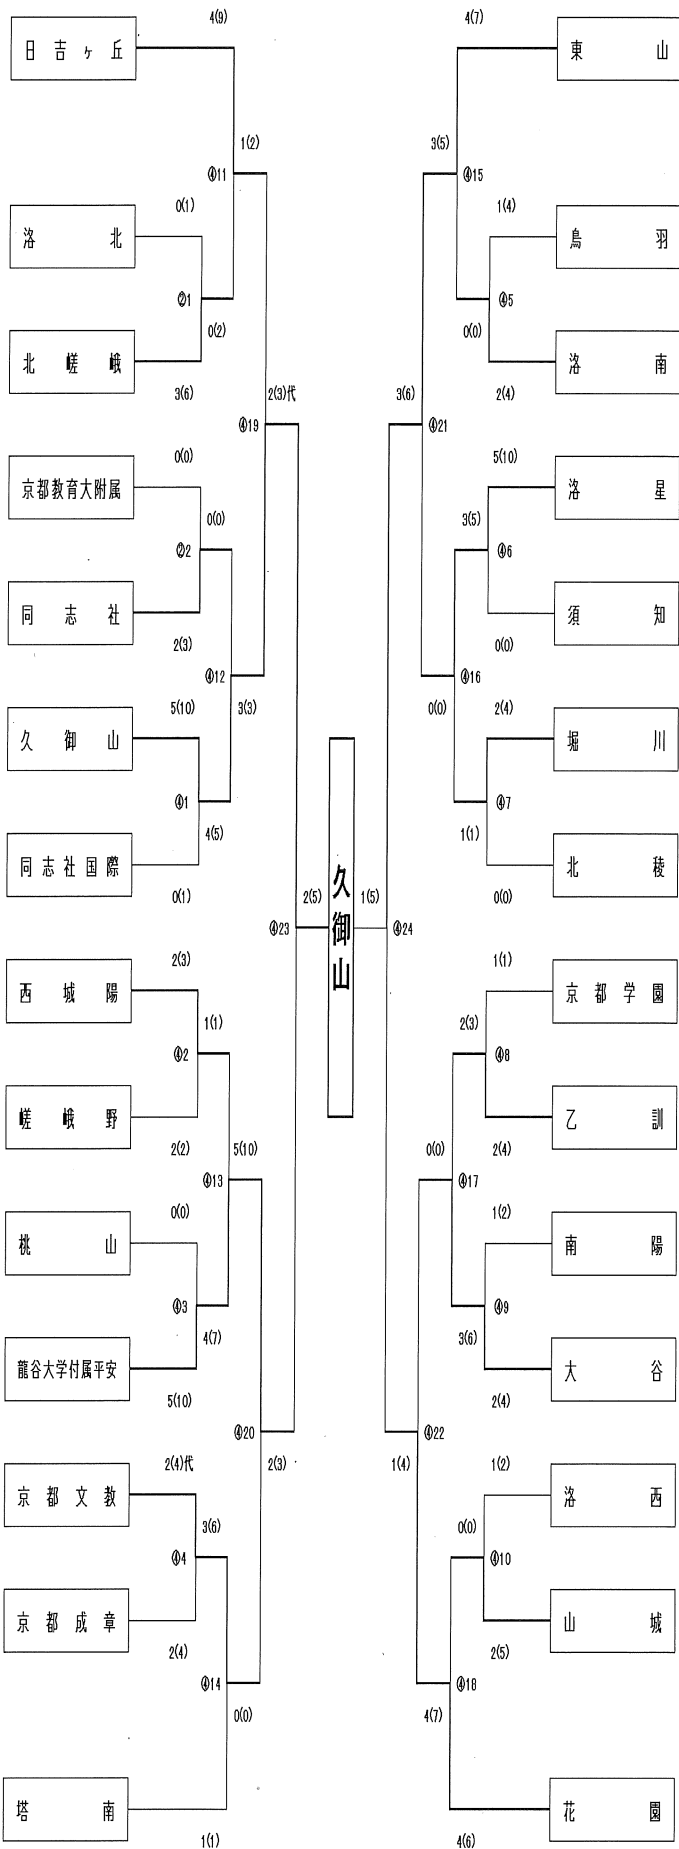 4(9)
日吉ヶ丘
1(2)
④11
0(1)
洛北
②1
0(2)
北嵯峨
3(6)
2(3)代
④19
0(0)
京都教育大附属
0(0)
②2
同志社
2(3)
④12
5(10)
3(3)
久御山
④1
4(5)
同志社国際
0(1)
2(5)
④23
2(3)
西城陽
1(1)
④2
嵯峨野
2(2)
5(10)
④13
0(0)
桃山
④3
4(7)
龍谷大学付属平安
5(10)
④20
2(4)代
2(3)
京都文教
3(6)
④4
京都成章
2(4)
④14
0(0)
塔南
1(1)
久御山
4(7)
東山
3(5)
④15
1(4)
鳥羽
④5
0(0)
洛南
2(4)
3(6)
④21
5(10)
洛星
3(5)
④6
須知
0(0)
④16
0(0)
2(4)
堀川
④7
1(1)
北稜
0(0)
1(5)
④24
1(1)
京都学園
2(3)
④8
乙訓
2(4)
0(0)
④17
1(2)
南陽
④9
3(6)
大谷
2(4)
④22
1(4)
1(2)
洛西
0(0)
④10
山城
2(5)
④18
4(7)
花園
4(6)